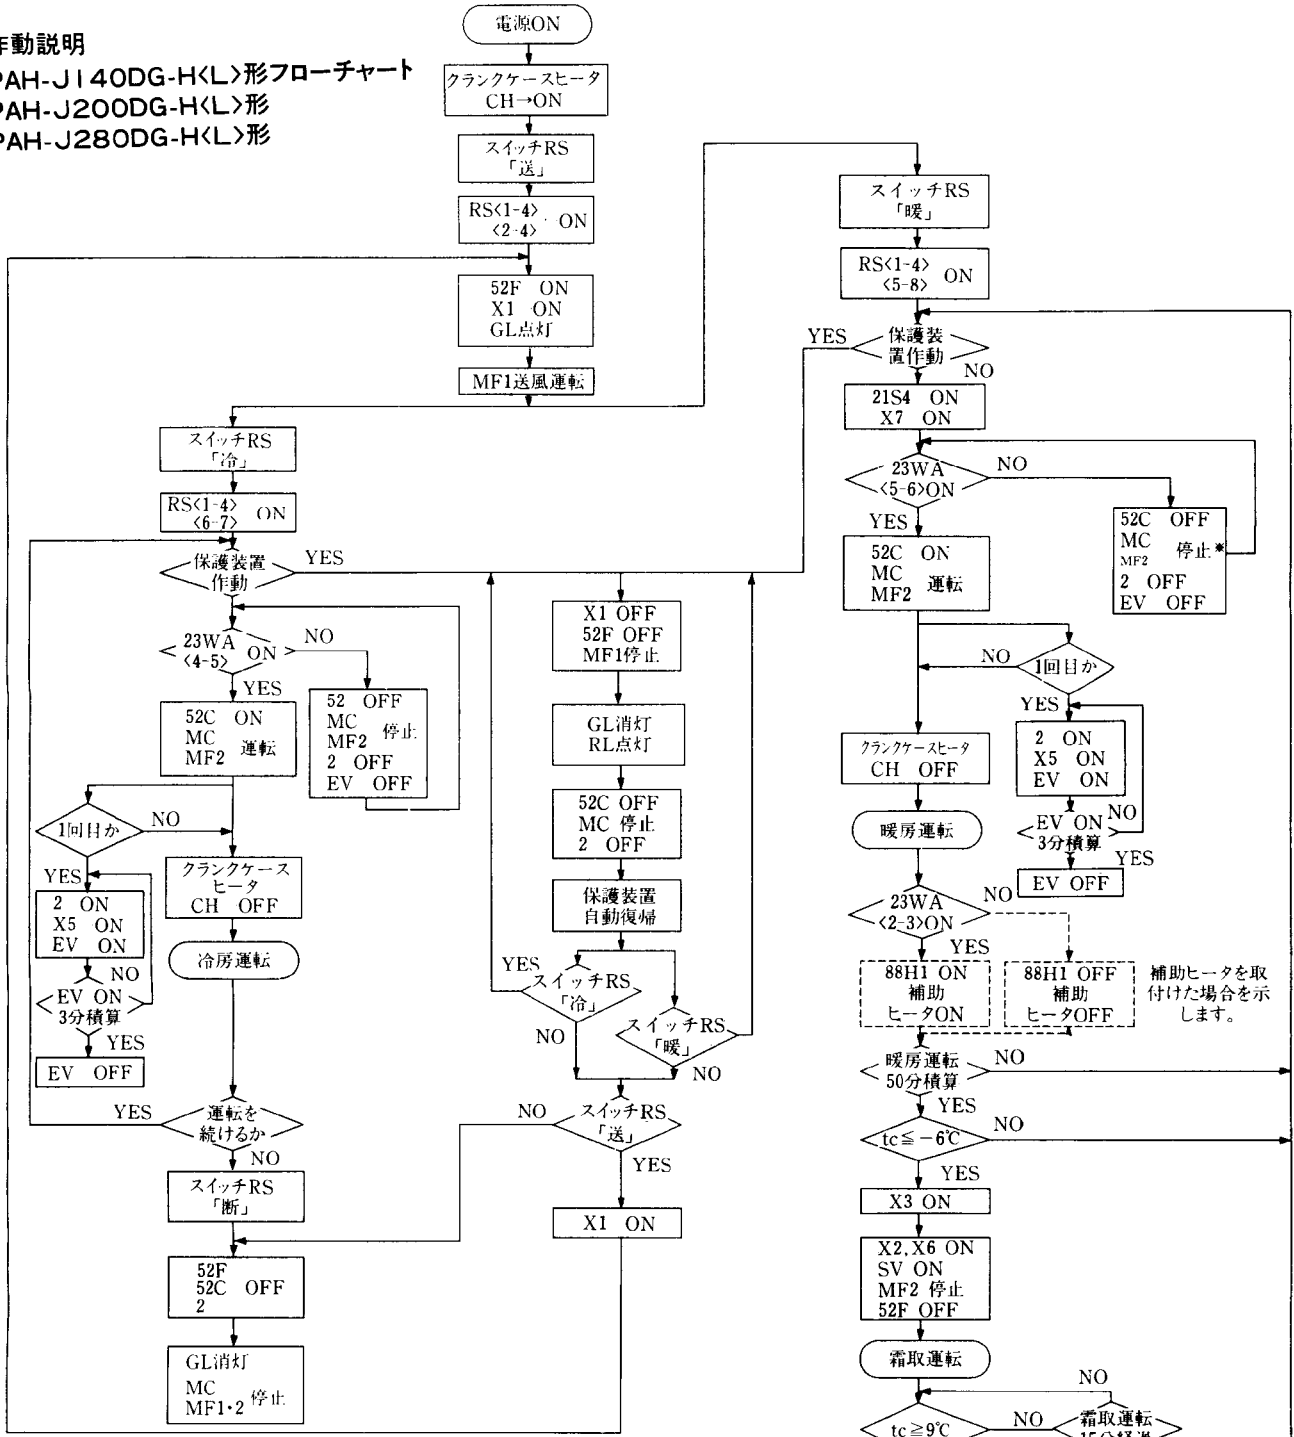 作動説明
PAH-J140DG-H<L>形フローチャート
PAH-J200DG-H<L>形
PAH-J280DG-H<L>形
電源ON
クランクケースヒータ
CH→ON
スイッチRS
「送」
RS<1-4>
<2-4> ON
52F ON
X1 ON
GL点灯
MF1送風運転
スイッチRS
「冷」
RS<1-4>
<6-7> ON
保護装置
作動
YES
23WA
<4-5> ON
NO
YES
52C ON
MC
MF2 運転
52 OFF
MC
MF2 停止
2 OFF
EV OFF
1回目か
NO
YES
2 ON
X5 ON
EV ON
NO
EV ON
3分積算
YES
EV OFF
クランクケース
ヒータ
CH OFF
冷房運転
YES
運転を
続けるか
NO
スイッチRS
「断」
52F
52C OFF
2
GL消灯
MC
MF1・2 停止
X1 OFF
52F OFF
MF1停止
GL消灯
RL点灯
52C OFF
MC 停止
2 OFF
保護装置
自動復帰
YES
スイッチRS
「冷」
NO
スイッチRS
「暖」
NO
NO
スイッチRS
「送」
YES
X1 ON
スイッチRS
「暖」
RS<1-4>
<5-8> ON
YES
保護装
置作動
NO
21S4 ON
X7 ON
23WA
<5-6>ON
NO
YES
52C ON
MC
MF2 運転
52C OFF
MC
MF2 停止※
2 OFF
EV OFF
1回目か
NO
YES
2 ON
X5 ON
EV ON
EV ON
3分積算
NO
YES
EV OFF
クランクケースヒータ
CH OFF
暖房運転
23WA
<2-3>ON
NO
YES
88H1 ON
補助
ヒータON
88H1 OFF
補助
ヒータOFF
補助ヒータを取
付けた場合を示
します。
暖房運転
50分積算
NO
YES
tc≦-6℃
NO
YES
X3 ON
X2,X6 ON
SV ON
MF2 停止
52F OFF
霜取運転
NO
tc≧9℃
NO
霜取運転